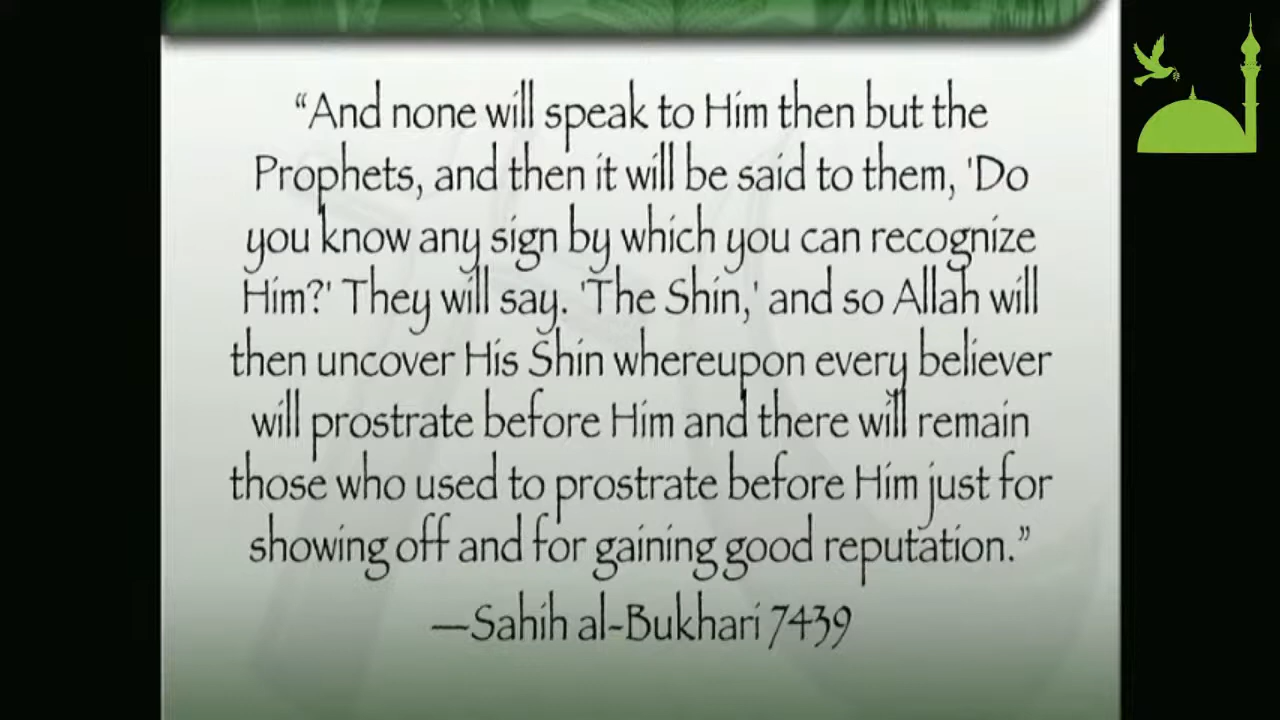 “And none will speak to Him then but the
Prophets, and then it will be said to them, 'Do
you know any sign by which you can recognize
Him?' They will say. 'The Shin,' and so Allah will
then uncover His Shin whereupon every believer
will prostrate before Him and there will remain
those who used to prostrate before Him just for
showing off and for gaining good reputation.”
—Sahih al-Bukhari 7439